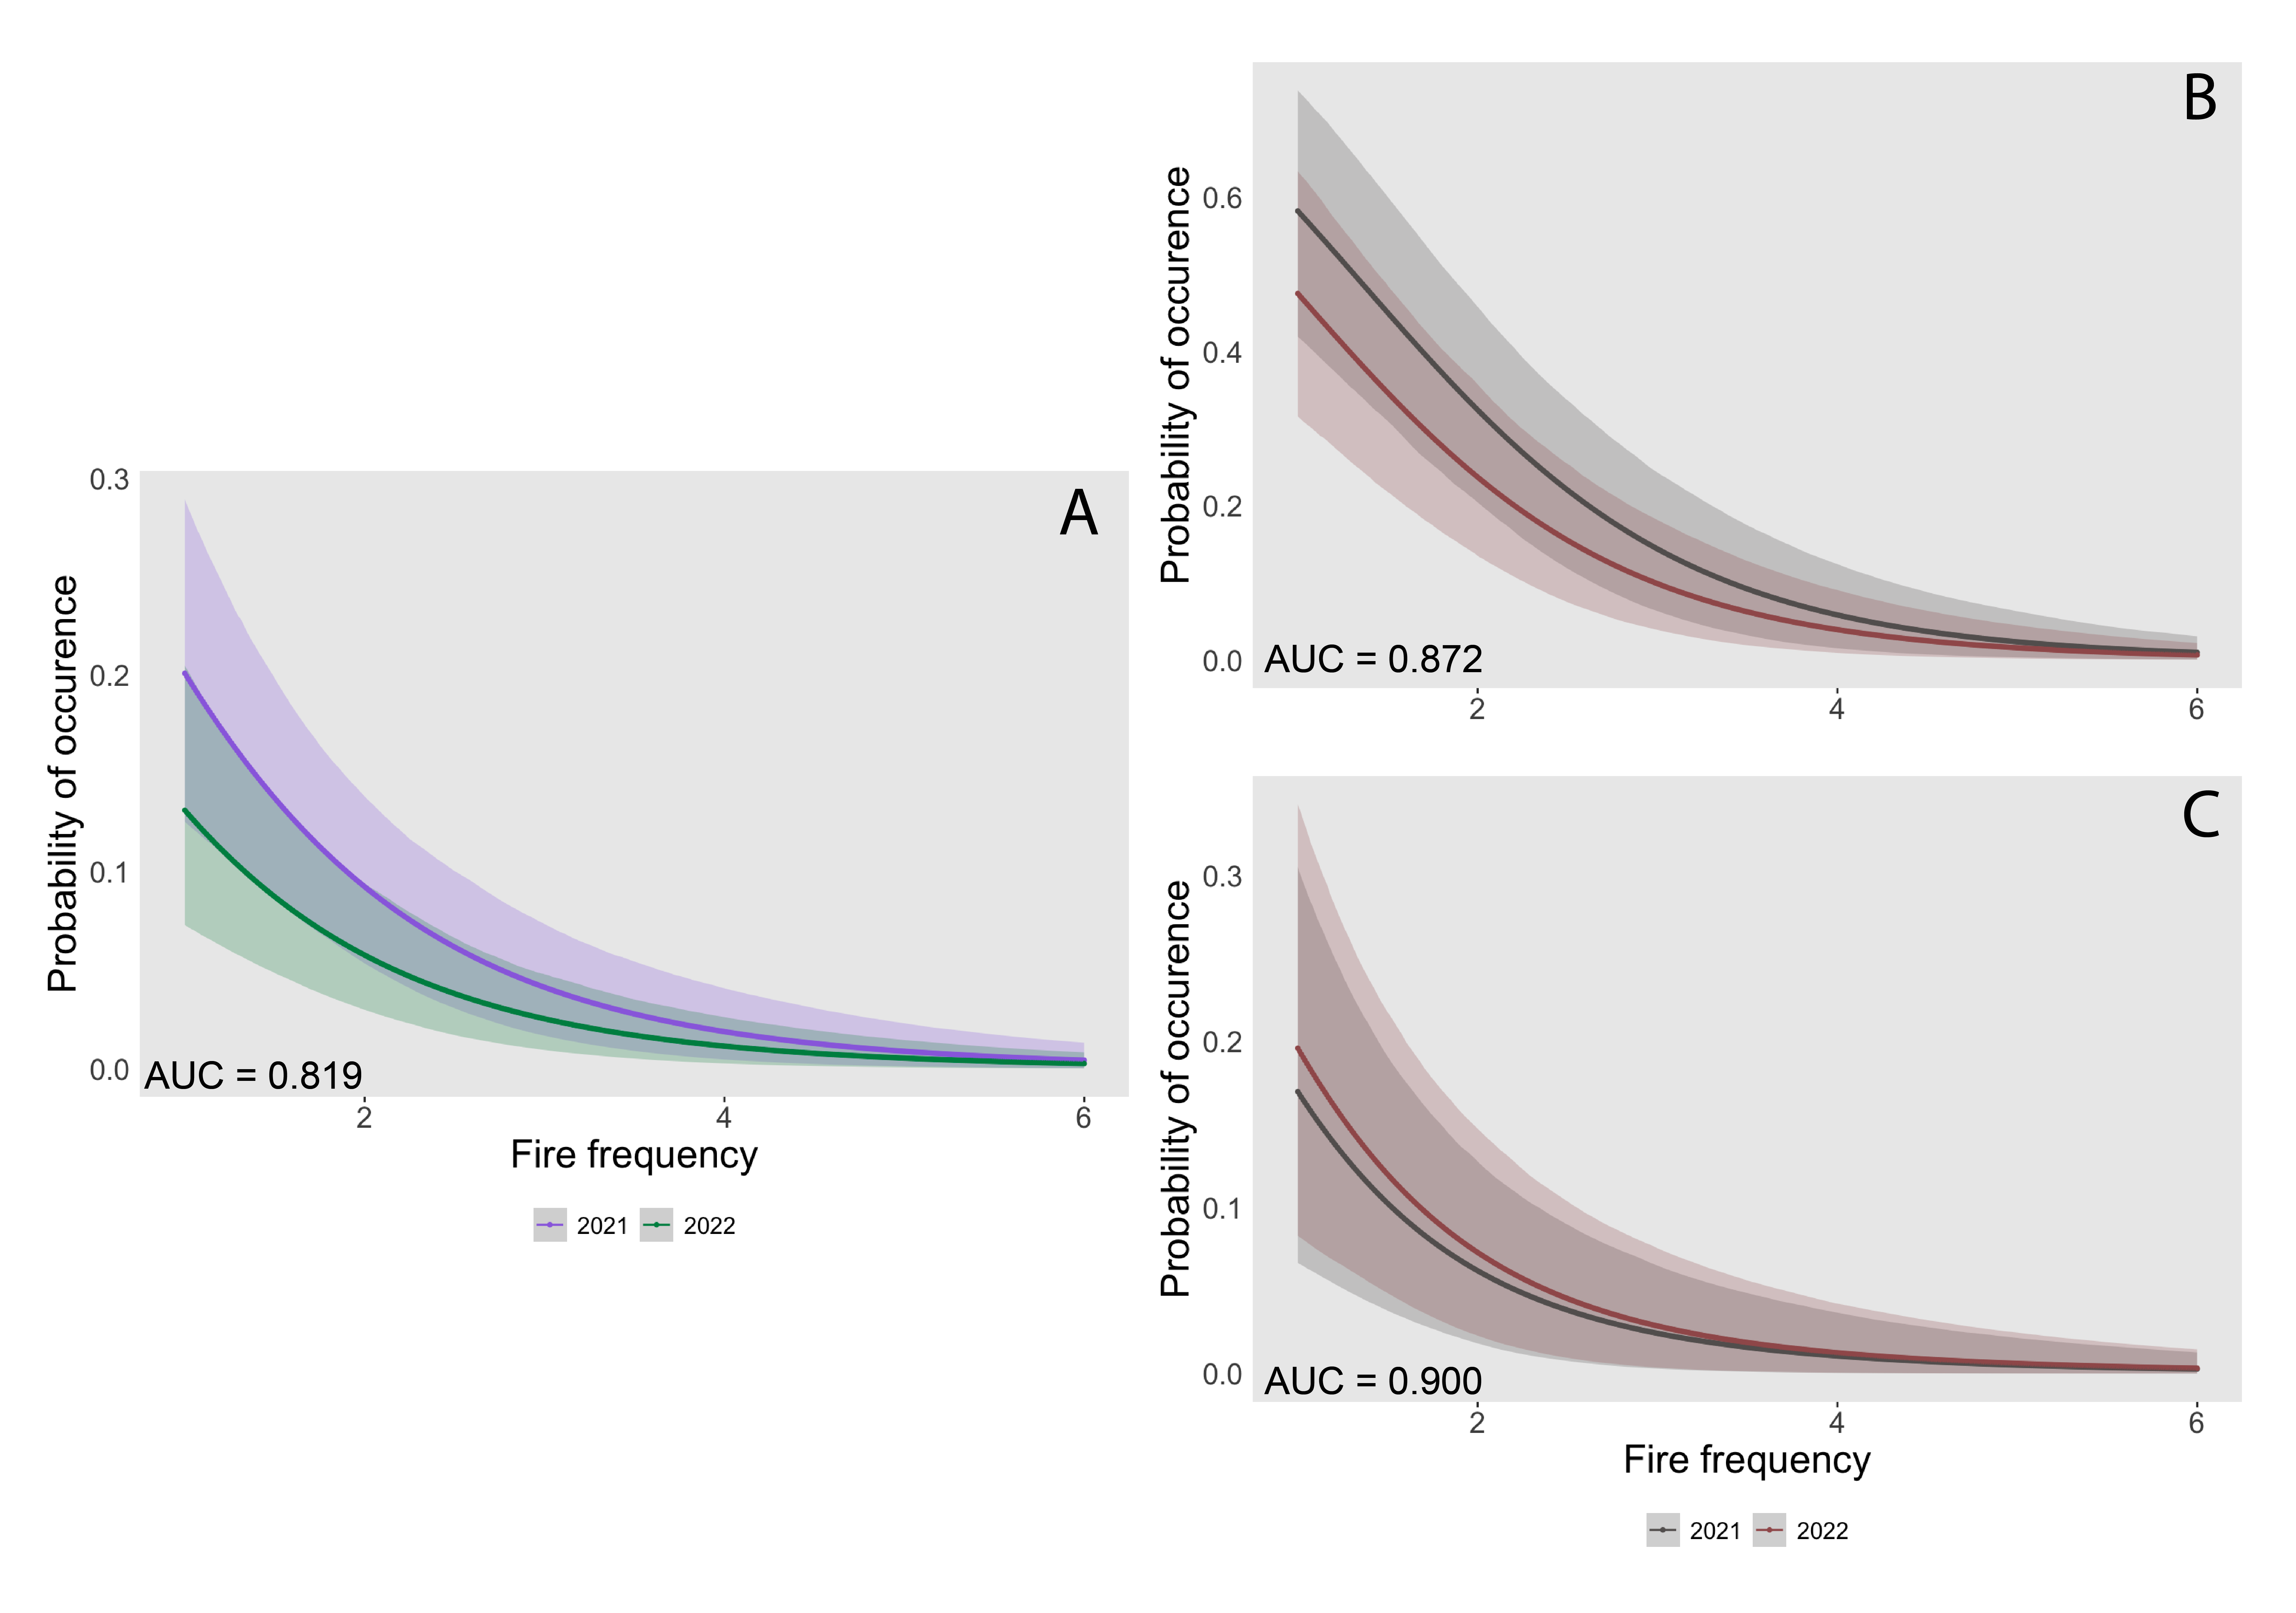 A
Probability of occurence
0.3
0.2
0.1
0.0
AUC = 0.819
2 4 6
Fire frequency
2021 2022
B
Probability of occurence
0.6
0.4
0.2
0.0
AUC = 0.872
2 4 6
C
Probability of occurence
0.3
0.2
0.1
0.0
AUC = 0.900
2 4 6
Fire frequency
2021 2022